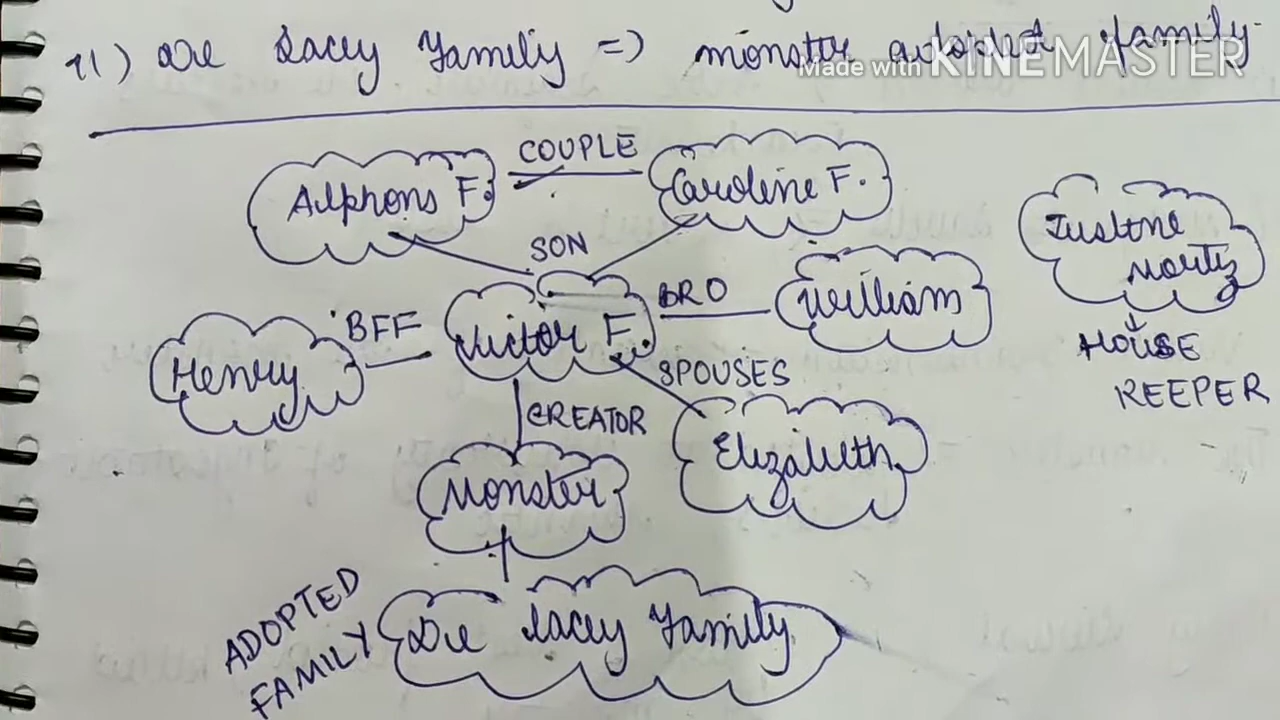 11) De Lacey Family => monster adopted family.
Made with KINEMASTER
COUPLE
Alphons F.
Caroline F.
Justine
Moritz
SON
BRO
William
BFF
Victor F.
Henry
HOUSE
KEEPER
SPOUSES
CREATOR
Elizabeth
Monster
ADOPTED
FAMILY
De Lacey Family